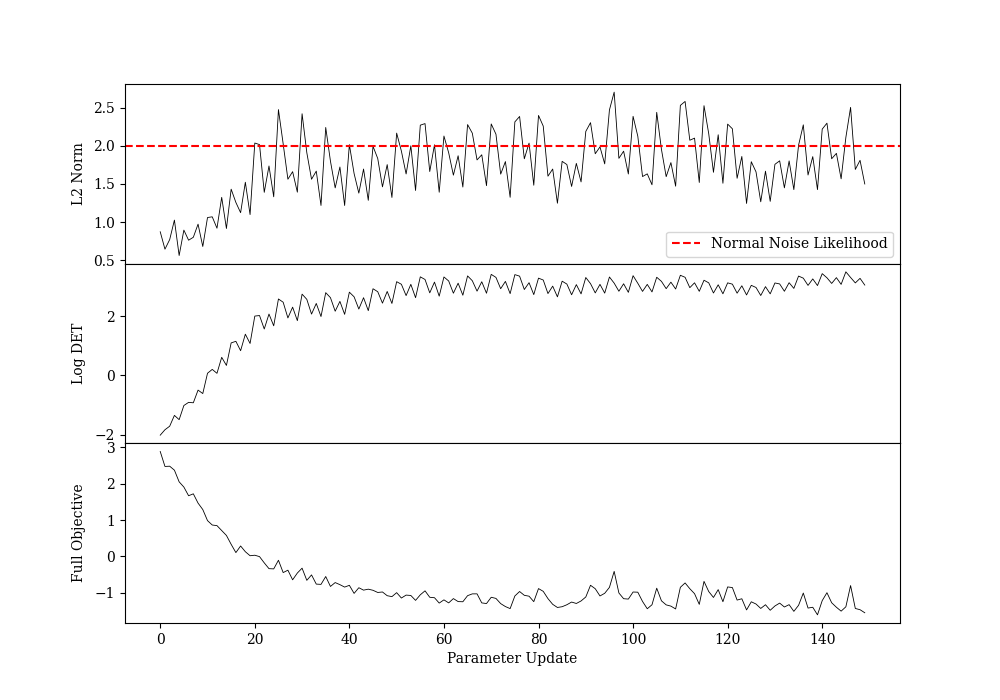 2.5
2.0
1.5
1.0
0.5
L2 Norm
Normal Noise Likelihood
2
0
−2
Log DET
3
2
1
0
−1
Full Objective
0 20 40 60 80 100 120 140
Parameter Update